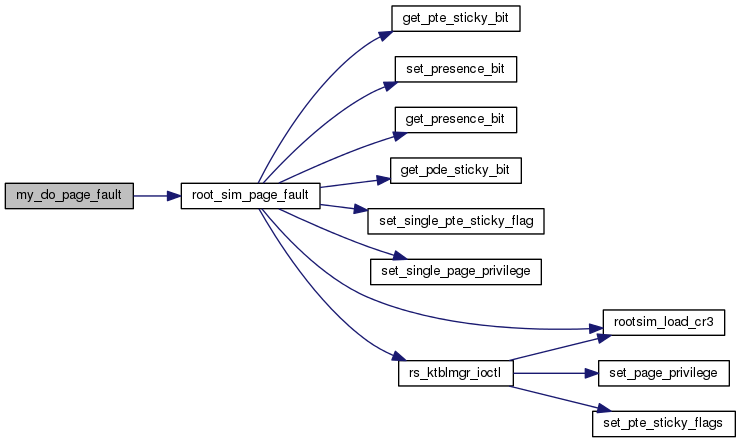 my_do_page_fault
root_sim_page_fault
get_pte_sticky_bit
set_presence_bit
get_presence_bit
get_pde_sticky_bit
set_single_pte_sticky_flag
set_single_page_privilege
rs_ktblmgr_ioctl
rootsim_load_cr3
set_page_privilege
set_pte_sticky_flags